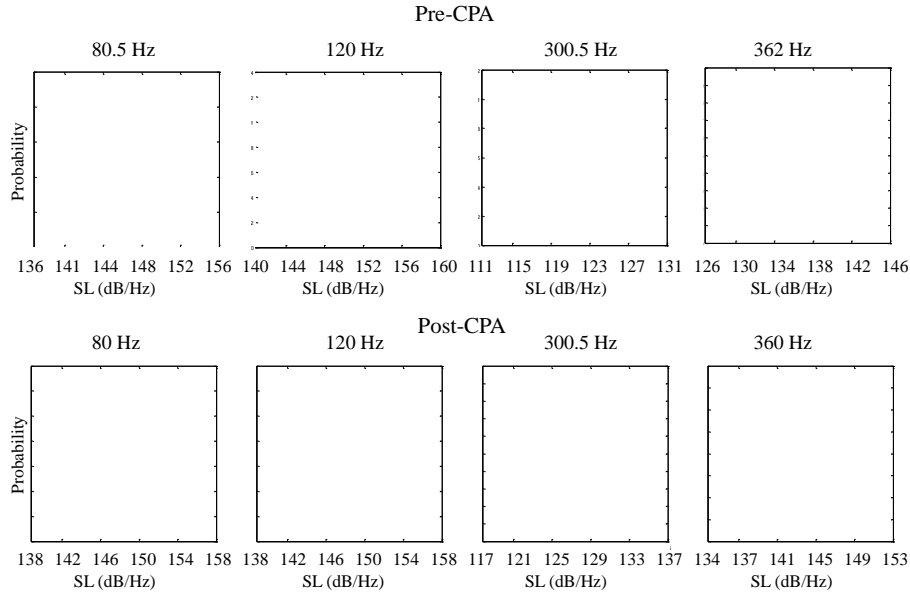 Pre-CPA
80.5 Hz 120 Hz 300.5 Hz 362 Hz
Probability
136 141 144 148 152 156 140 144 148 152 156 160 111 115 119 123 127 131 126 130 134 138 142 146
SL (dB/Hz) SL (dB/Hz) SL (dB/Hz) SL (dB/Hz)
Post-CPA
80 Hz 120 Hz 300.5 Hz 360 Hz
Probability
138 142 146 150 154 158 138 142 146 150 154 158 117 121 125 129 133 137 134 137 141 145 149 153
SL (dB/Hz) SL (dB/Hz) SL (dB/Hz) SL (dB/Hz)